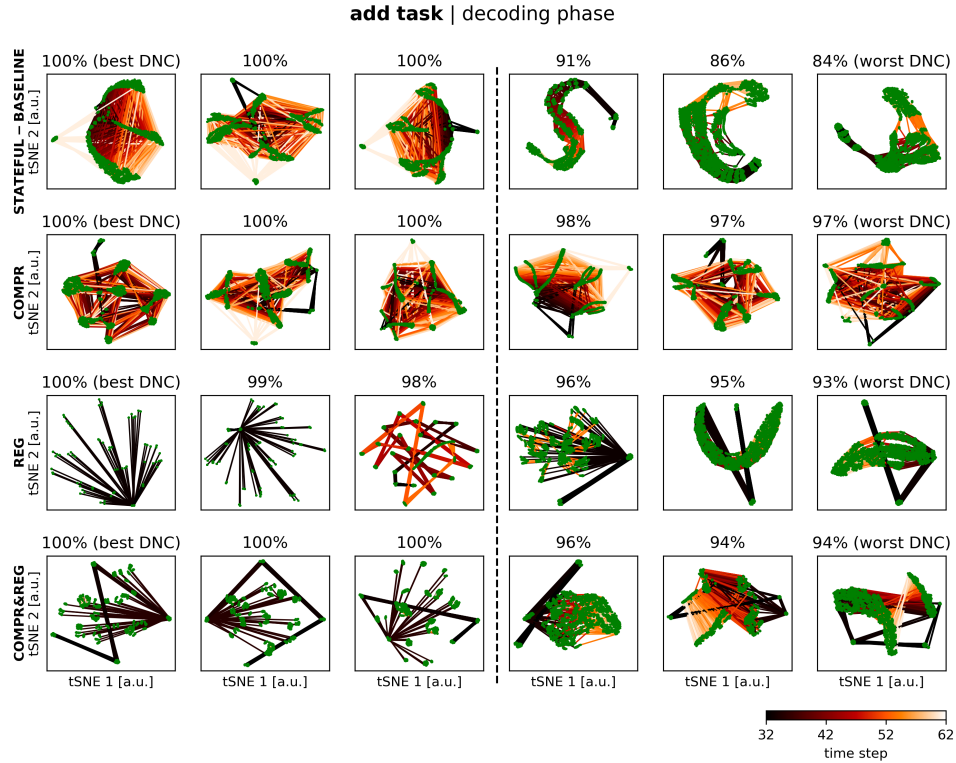 add task | decoding phase
STATEFUL – BASELINE
tSNE 2 [a.u.]
100% (best DNC)
100%
100%
91%
86%
84% (worst DNC)
COMPR
tSNE 2 [a.u.]
100% (best DNC)
100%
100%
98%
97%
97% (worst DNC)
REG
tSNE 2 [a.u.]
100% (best DNC)
99%
98%
96%
95%
93% (worst DNC)
COMPR&REG
tSNE 2 [a.u.]
100% (best DNC)
100%
100%
96%
94%
94% (worst DNC)
tSNE 1 [a.u.]
tSNE 1 [a.u.]
tSNE 1 [a.u.]
tSNE 1 [a.u.]
tSNE 1 [a.u.]
tSNE 1 [a.u.]
32 42 52 62
time step